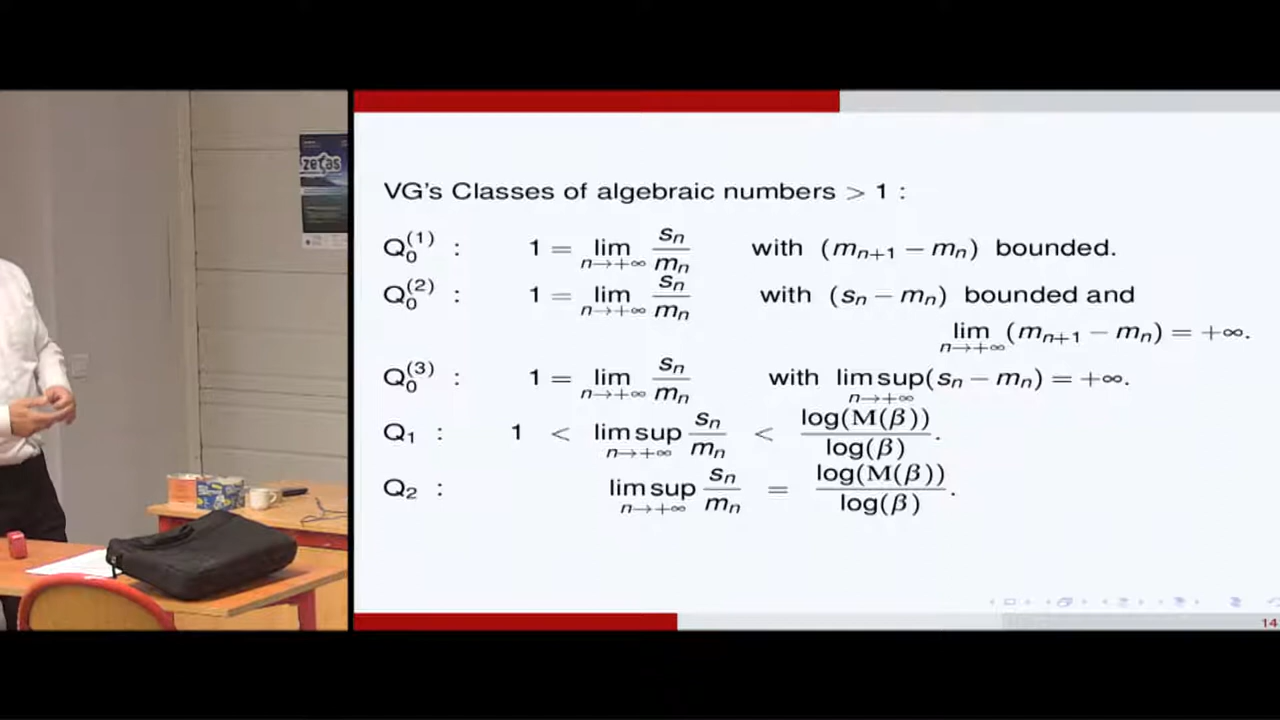 zetas
VG's Classes of algebraic numbers > 1 :
Q₀⁽¹⁾ : 1 = lim_{n→+∞} sₙ/mₙ with (mₙ₊₁ − mₙ) bounded.
Q₀⁽²⁾ : 1 = lim_{n→+∞} sₙ/mₙ with (sₙ − mₙ) bounded and
lim_{n→+∞} (mₙ₊₁ − mₙ) = +∞.
Q₀⁽³⁾ : 1 = lim_{n→+∞} sₙ/mₙ with lim sup_{n→+∞} (sₙ − mₙ) = +∞.
Q₁ : 1 < lim sup_{n→+∞} sₙ/mₙ < log(M(β))/log(β).
Q₂ : lim sup_{n→+∞} sₙ/mₙ = log(M(β))/log(β).
14